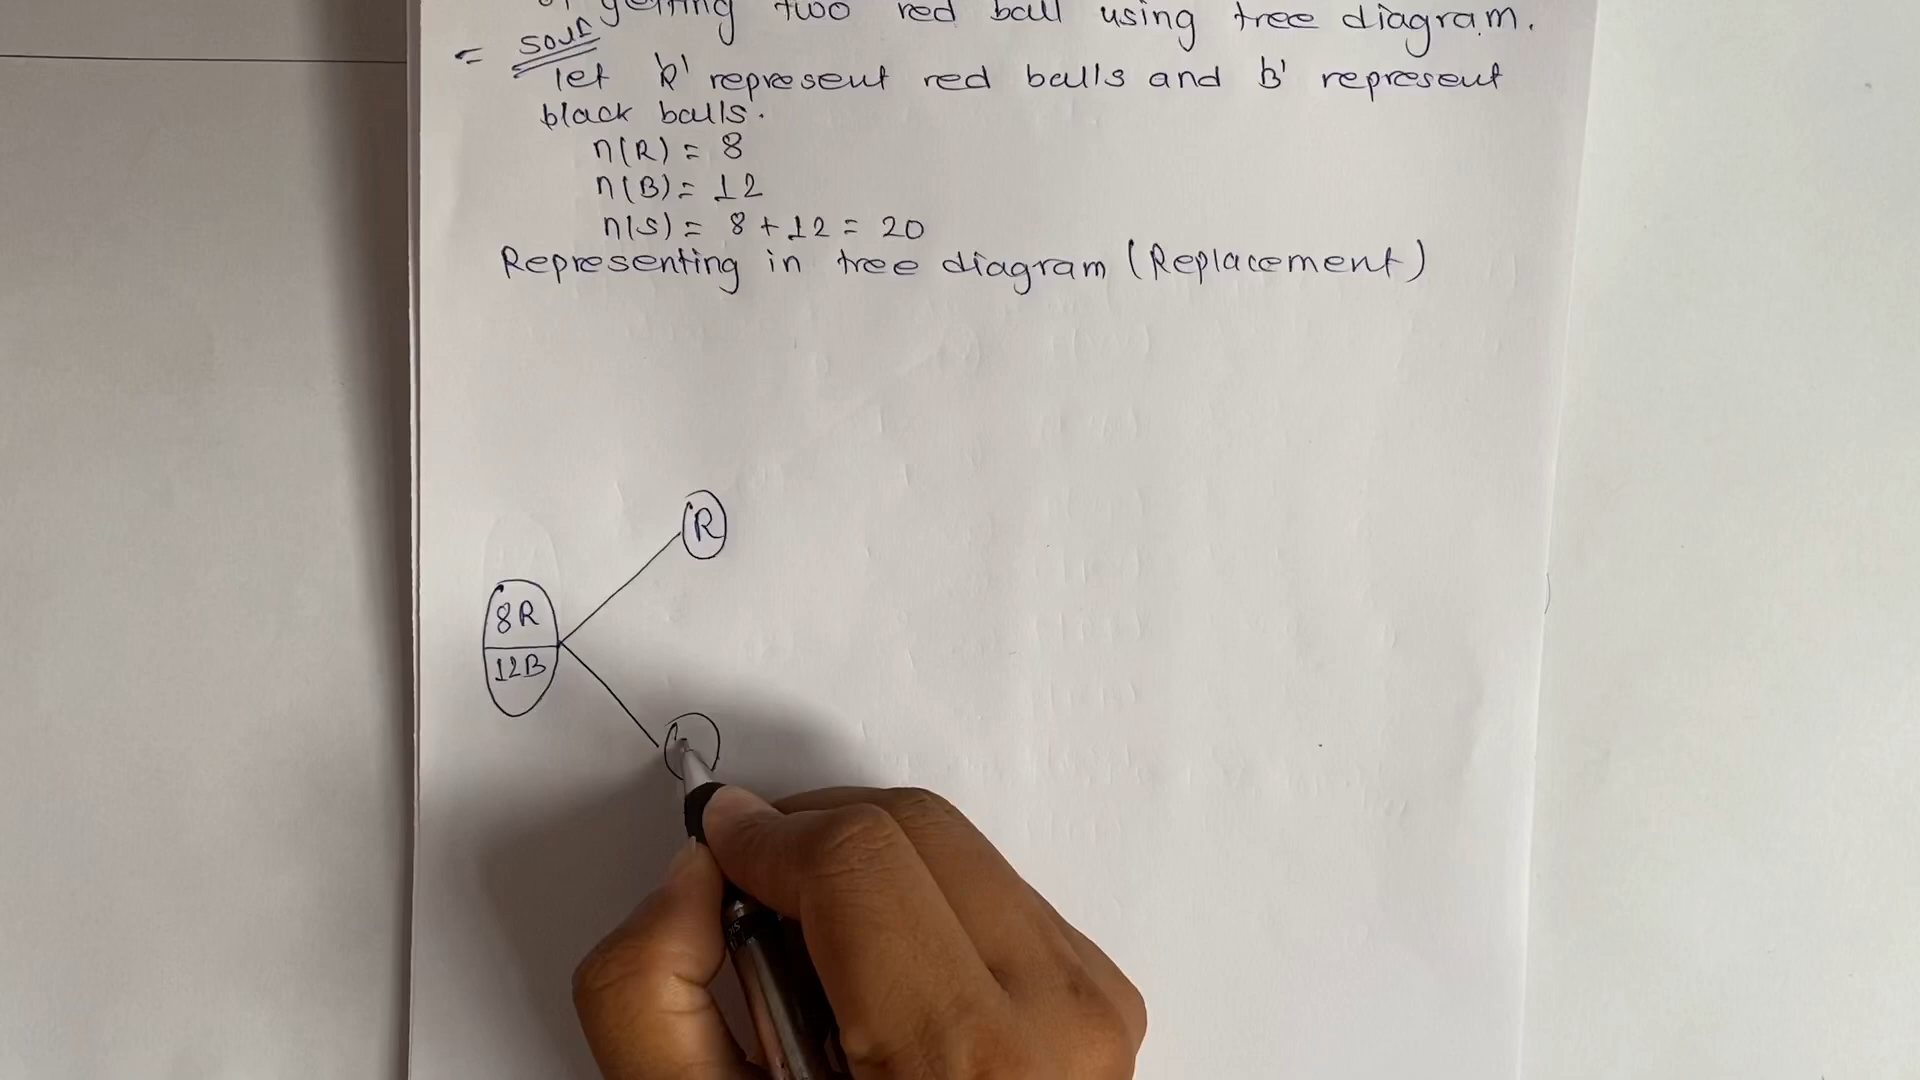 getting two red ball using tree diagram.
= Soln
let 'R' represent red balls and 'B' represent
black balls.
n(R) = 8
n(B) = 12
n(S) = 8 + 12 = 20
Representing in tree diagram (Replacement)
R
8R
12B